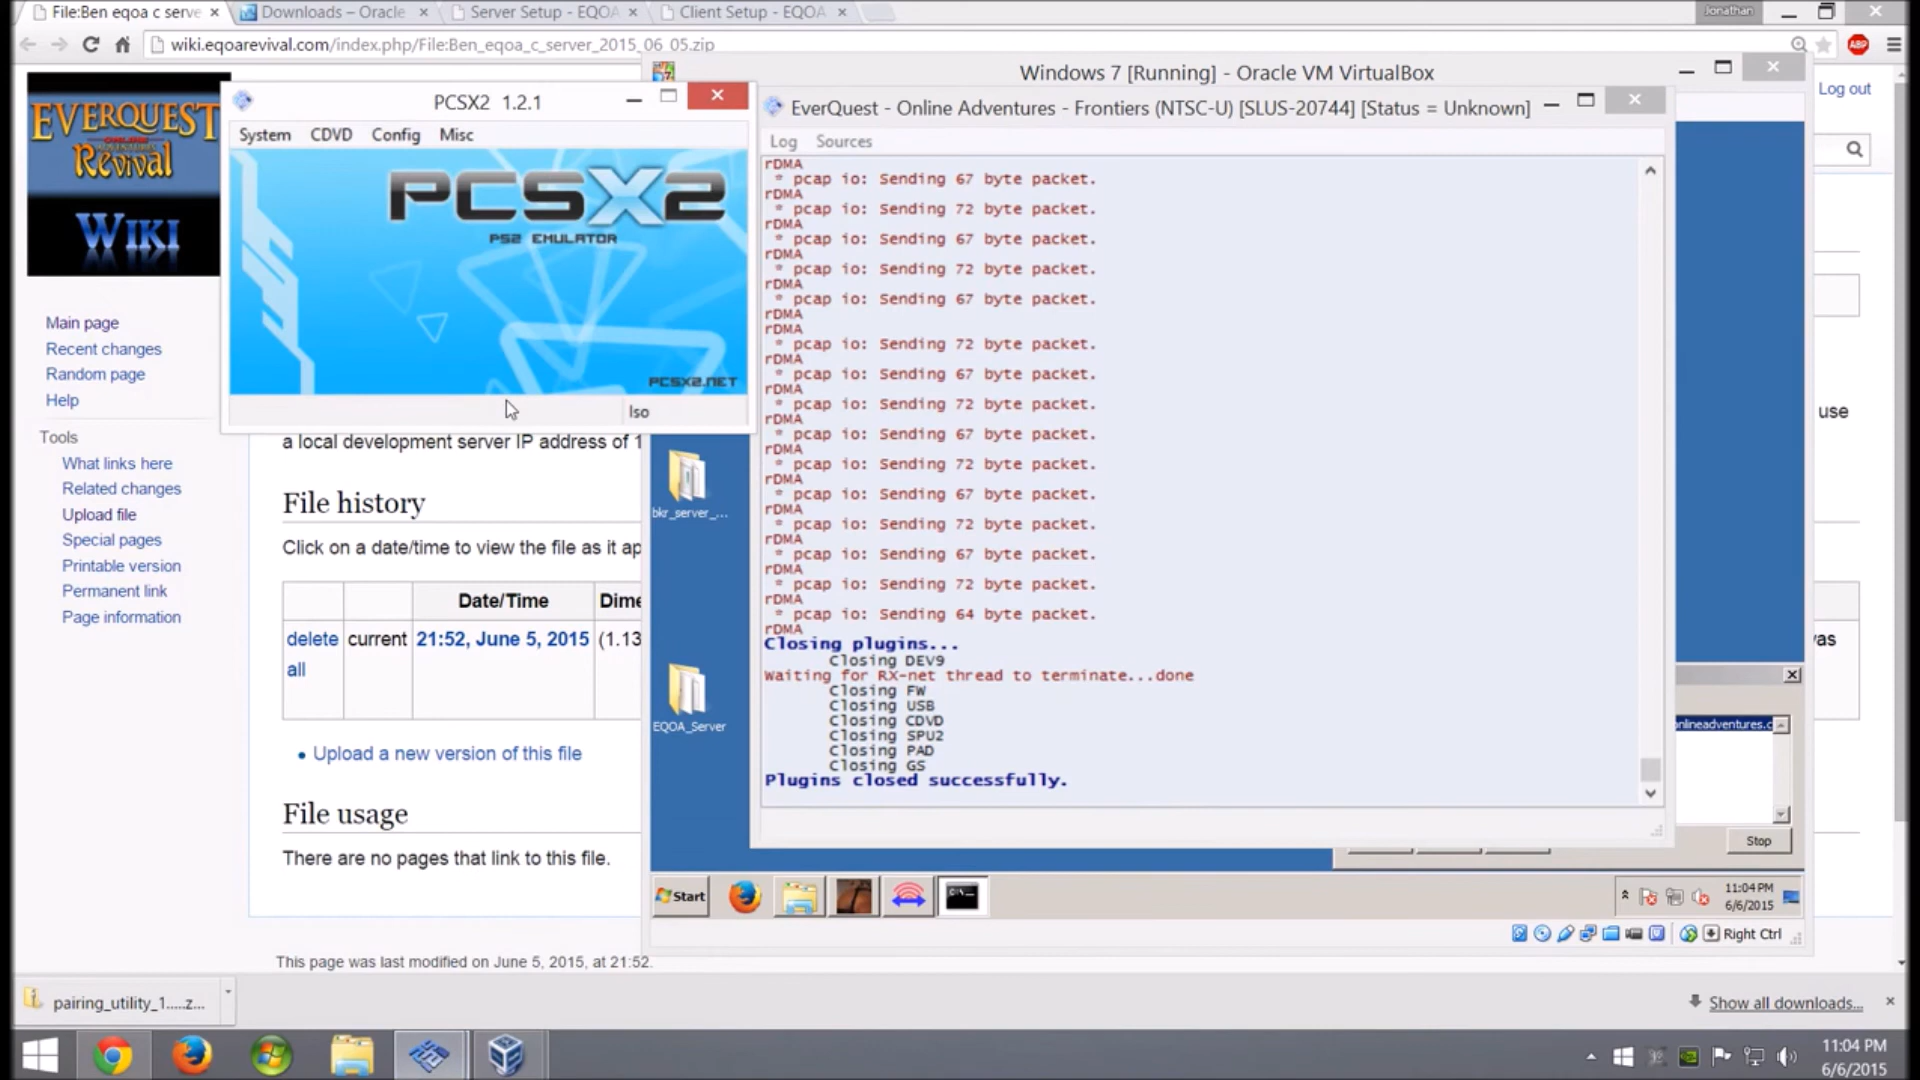 File:Ben eqoa c serve
Downloads – Oracle
Server Setup - EQOA
Client Setup - EQOA
Jonathan
wiki.eqoarevival.com/index.php/File:Ben_eqoa_c_server_2015_06_05.zip
ABP
EVERQUEST
ONLINE ADVENTURES
Revival
WIKI
Main page
Recent changes
Random page
Help
Tools
What links here
Related changes
Upload file
Special pages
Printable version
Permanent link
Page information
PCSX2 1.2.1
System CDVD Config Misc
PCSX2
PS2 EMULATOR
PCSX2.NET
Iso
a local development server IP address of 1
File history
Click on a date/time to view the file as it ap
Date/Time Dime
delete all current 21:52, June 5, 2015 (1.13
Upload a new version of this file
File usage
There are no pages that link to this file.
This page was last modified on June 5, 2015, at 21:52.
Windows 7 [Running] - Oracle VM VirtualBox
Log out
use
was
EverQuest - Online Adventures - Frontiers (NTSC-U) [SLUS-20744] [Status = Unknown]
Log Sources
rDMA
* pcap io: Sending 67 byte packet.
rDMA
* pcap io: Sending 72 byte packet.
rDMA
* pcap io: Sending 67 byte packet.
rDMA
* pcap io: Sending 72 byte packet.
rDMA
* pcap io: Sending 67 byte packet.
rDMA
rDMA
* pcap io: Sending 72 byte packet.
rDMA
* pcap io: Sending 67 byte packet.
rDMA
* pcap io: Sending 72 byte packet.
rDMA
* pcap io: Sending 67 byte packet.
rDMA
* pcap io: Sending 72 byte packet.
rDMA
* pcap io: Sending 67 byte packet.
rDMA
* pcap io: Sending 72 byte packet.
rDMA
* pcap io: Sending 67 byte packet.
rDMA
* pcap io: Sending 72 byte packet.
rDMA
* pcap io: Sending 64 byte packet.
rDMA
Closing plugins...
Closing DEV9
Waiting for RX-net thread to terminate...done
Closing FW
Closing USB
Closing CDVD
Closing SPU2
Closing PAD
Closing GS
Plugins closed successfully.
bkr_server_...
EQOA_Server
nlineadventures.c
Stop
Start
11:04 PM
6/6/2015
Right Ctrl
pairing_utility_1.....z...
Show all downloads...
11:04 PM
6/6/2015